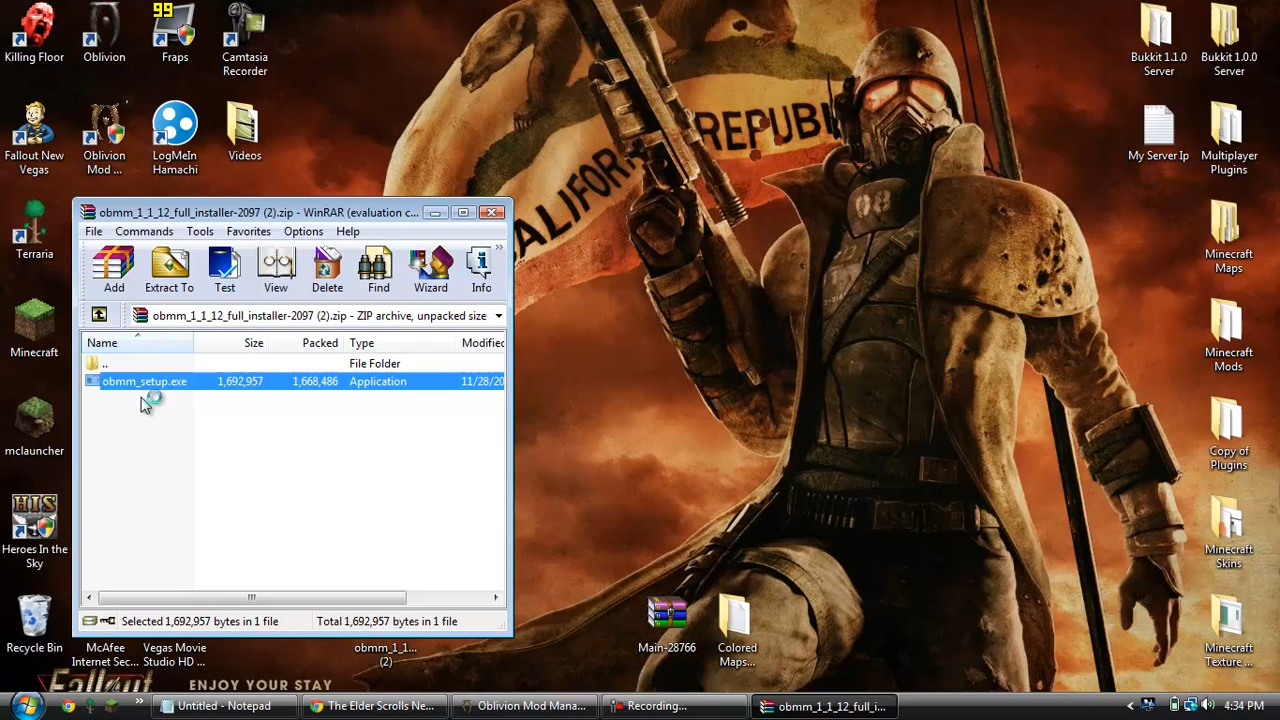 99
Killing Floor
Oblivion
Fraps
Camtasia
Recorder
Bukkit 1.1.0
Server
Bukkit 1.0.0
Server
Fallout New
Vegas
Oblivion
Mod ...
LogMeIn
Hamachi
Videos
My Server Ip
Multiplayer
Plugins
CALIFORNIA REPUBL
08
obmm_1_1_12_full_installer-2097 (2).zip - WinRAR (evaluation c...
File Commands Tools Favorites Options Help
Add Extract To Test View Delete Find Wizard Info
obmm_1_1_12_full_installer-2097 (2).zip - ZIP archive, unpacked size
Name Size Packed Type Modified
.. File Folder
obmm_setup.exe 1,692,957 1,668,486 Application 11/28/20
Selected 1,692,957 bytes in 1 file Total 1,692,957 bytes in 1 file
Terraria
Minecraft
mclauncher
HIS
Heroes In the
Sky
Minecraft
Maps
Minecraft
Mods
Copy of
Plugins
Minecraft
Skins
Recycle Bin
McAfee
Internet Sec...
Vegas Movie
Studio HD ...
obmm_1_1...
(2)
Main-28766
Colored
Maps...
Minecraft
Texture ...
Fallout ENJOY YOUR STAY
Untitled - Notepad
The Elder Scrolls Ne...
Oblivion Mod Mana...
Recording...
obmm_1_1_12_full_i...
4:34 PM